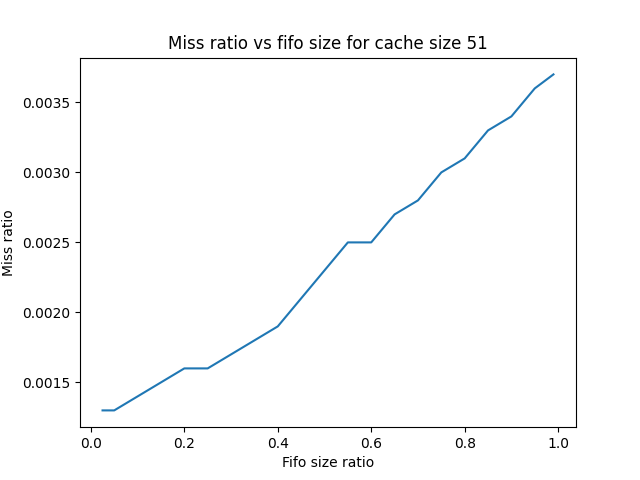 Miss ratio vs fifo size for cache size 51
0.0035
0.0030
0.0025
0.0020
0.0015
Miss ratio
0.0 0.2 0.4 0.6 0.8 1.0
Fifo size ratio